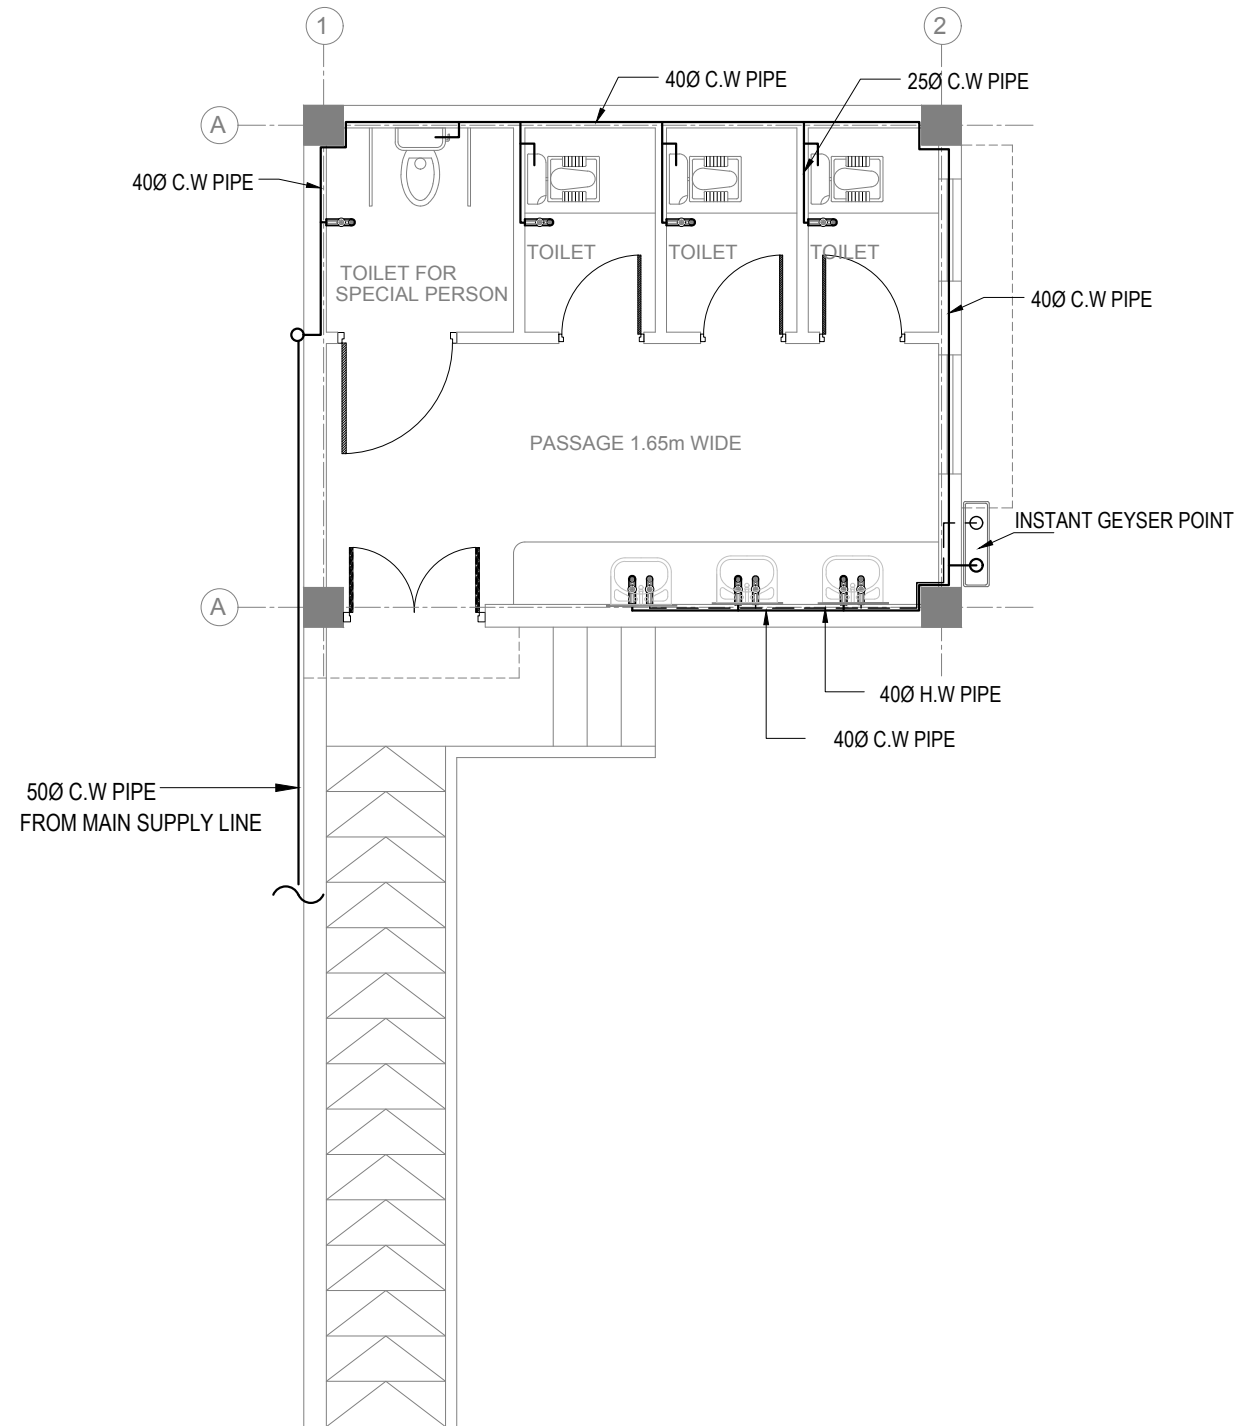 1
2
40Ø C.W PIPE
25Ø C.W PIPE
A
40Ø C.W PIPE
TOILET
TOILET
TOILET
TOILET FOR
SPECIAL PERSON
40Ø C.W PIPE
PASSAGE 1.65m WIDE
INSTANT GEYSER POINT
A
40Ø H.W PIPE
40Ø C.W PIPE
50Ø C.W PIPE
FROM MAIN SUPPLY LINE